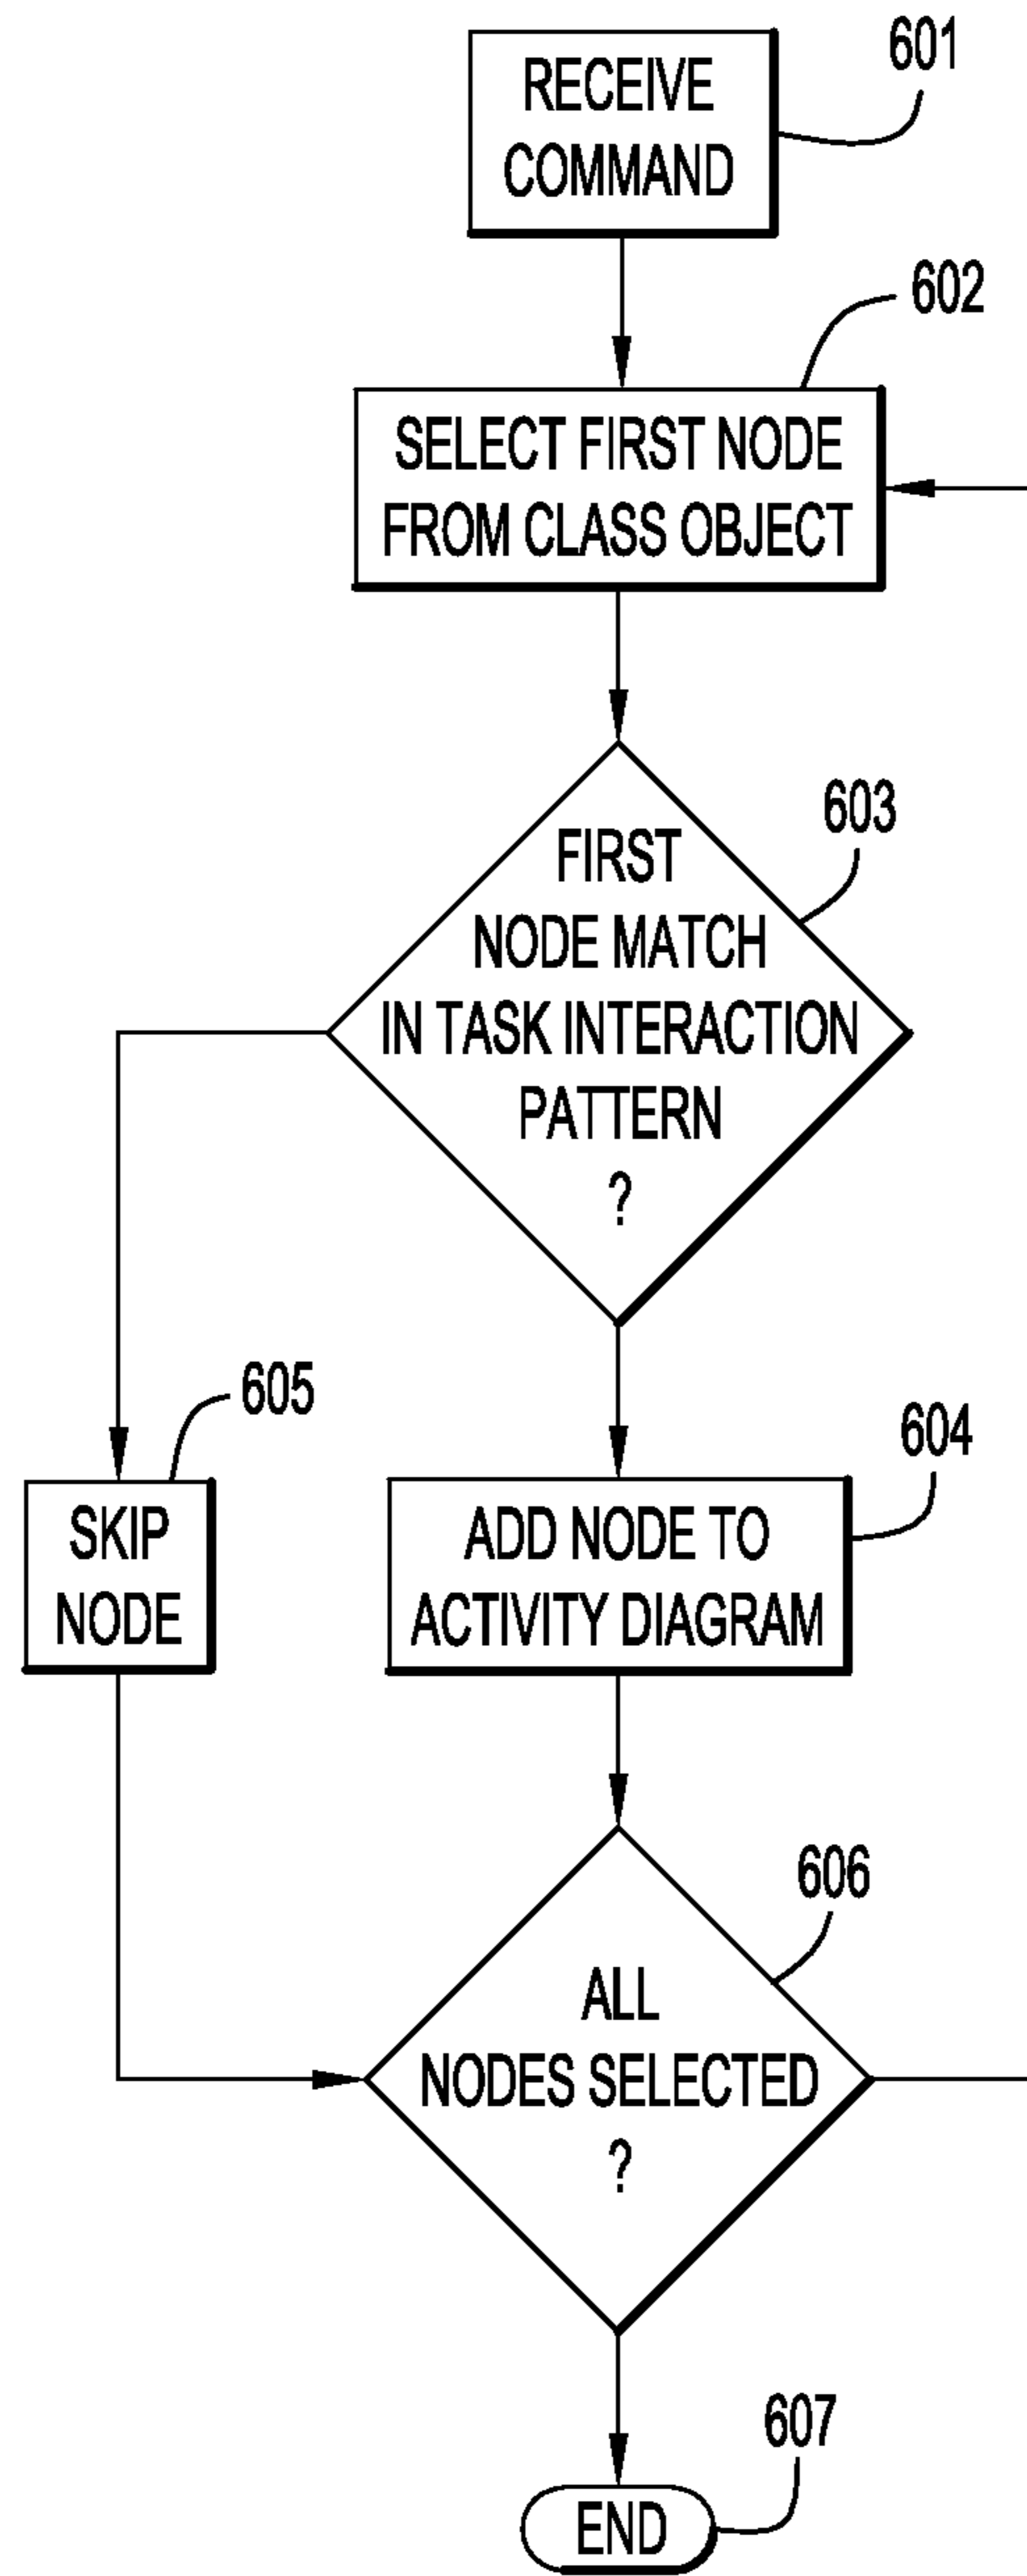 601
RECEIVE
COMMAND
602
SELECT FIRST NODE
FROM CLASS OBJECT
603
FIRST
NODE MATCH
IN TASK INTERACTION
PATTERN
?
605
SKIP
NODE
604
ADD NODE TO
ACTIVITY DIAGRAM
606
ALL
NODES SELECTED
?
607
END